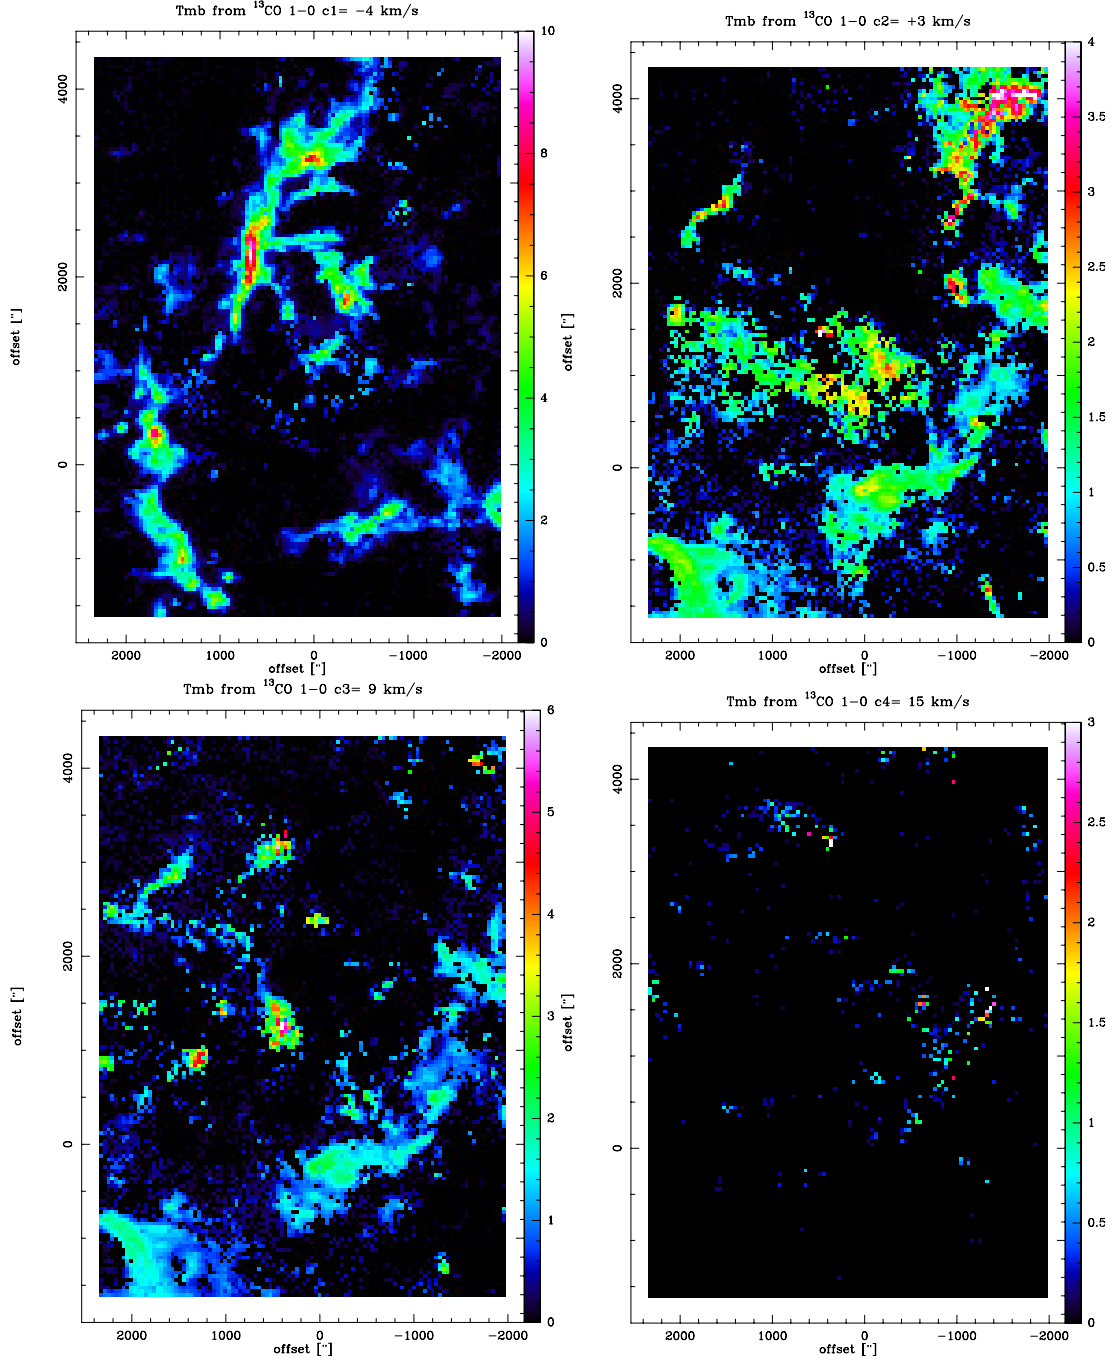 Tmb from ¹³CO 1−0 c1= −4 km/s
10
8
6
4
2
0
4000
2000
0
offset ["]
2000 1000 0 −1000 −2000
offset ["]
Tmb from ¹³CO 1−0 c2= +3 km/s
4
3.5
3
2.5
2
1.5
1
0.5
0
4000
2000
0
offset ["]
2000 1000 0 −1000 −2000
offset ["]
Tmb from ¹³CO 1−0 c3= 9 km/s
6
5
4
3
2
1
0
4000
2000
0
offset ["]
2000 1000 0 −1000 −2000
offset ["]
Tmb from ¹³CO 1−0 c4= 15 km/s
3
2.5
2
1.5
1
0.5
0
4000
2000
0
offset ["]
2000 1000 0 −1000 −2000
offset ["]